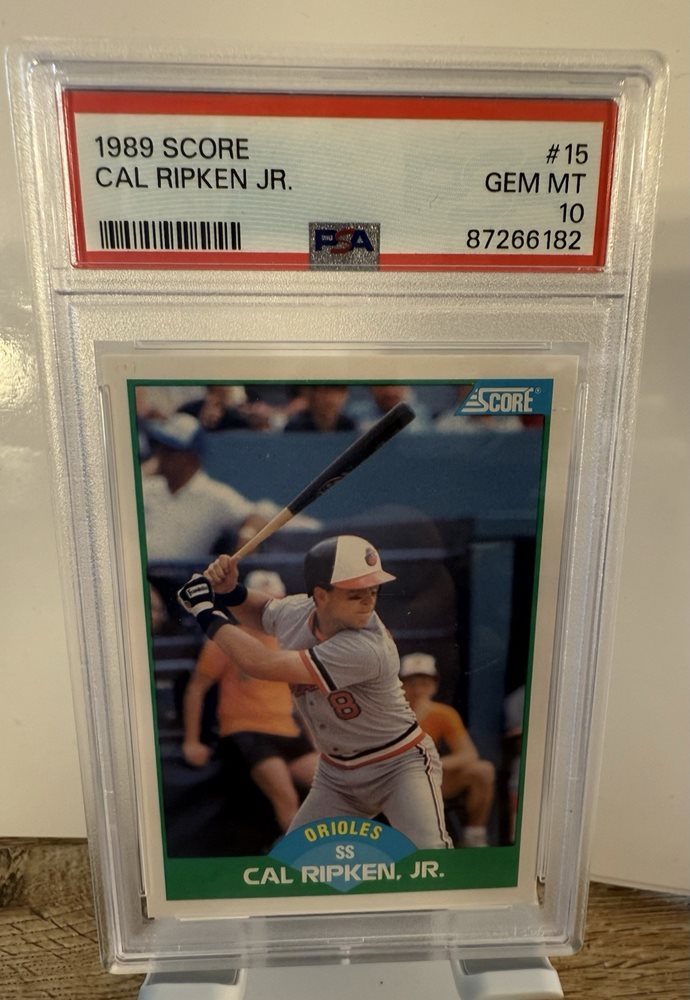 1989 SCORE #15
CAL RIPKEN JR. GEM MT
10
PSA 87266182
SCORE
8
ORIOLES
SS
CAL RIPKEN, JR.